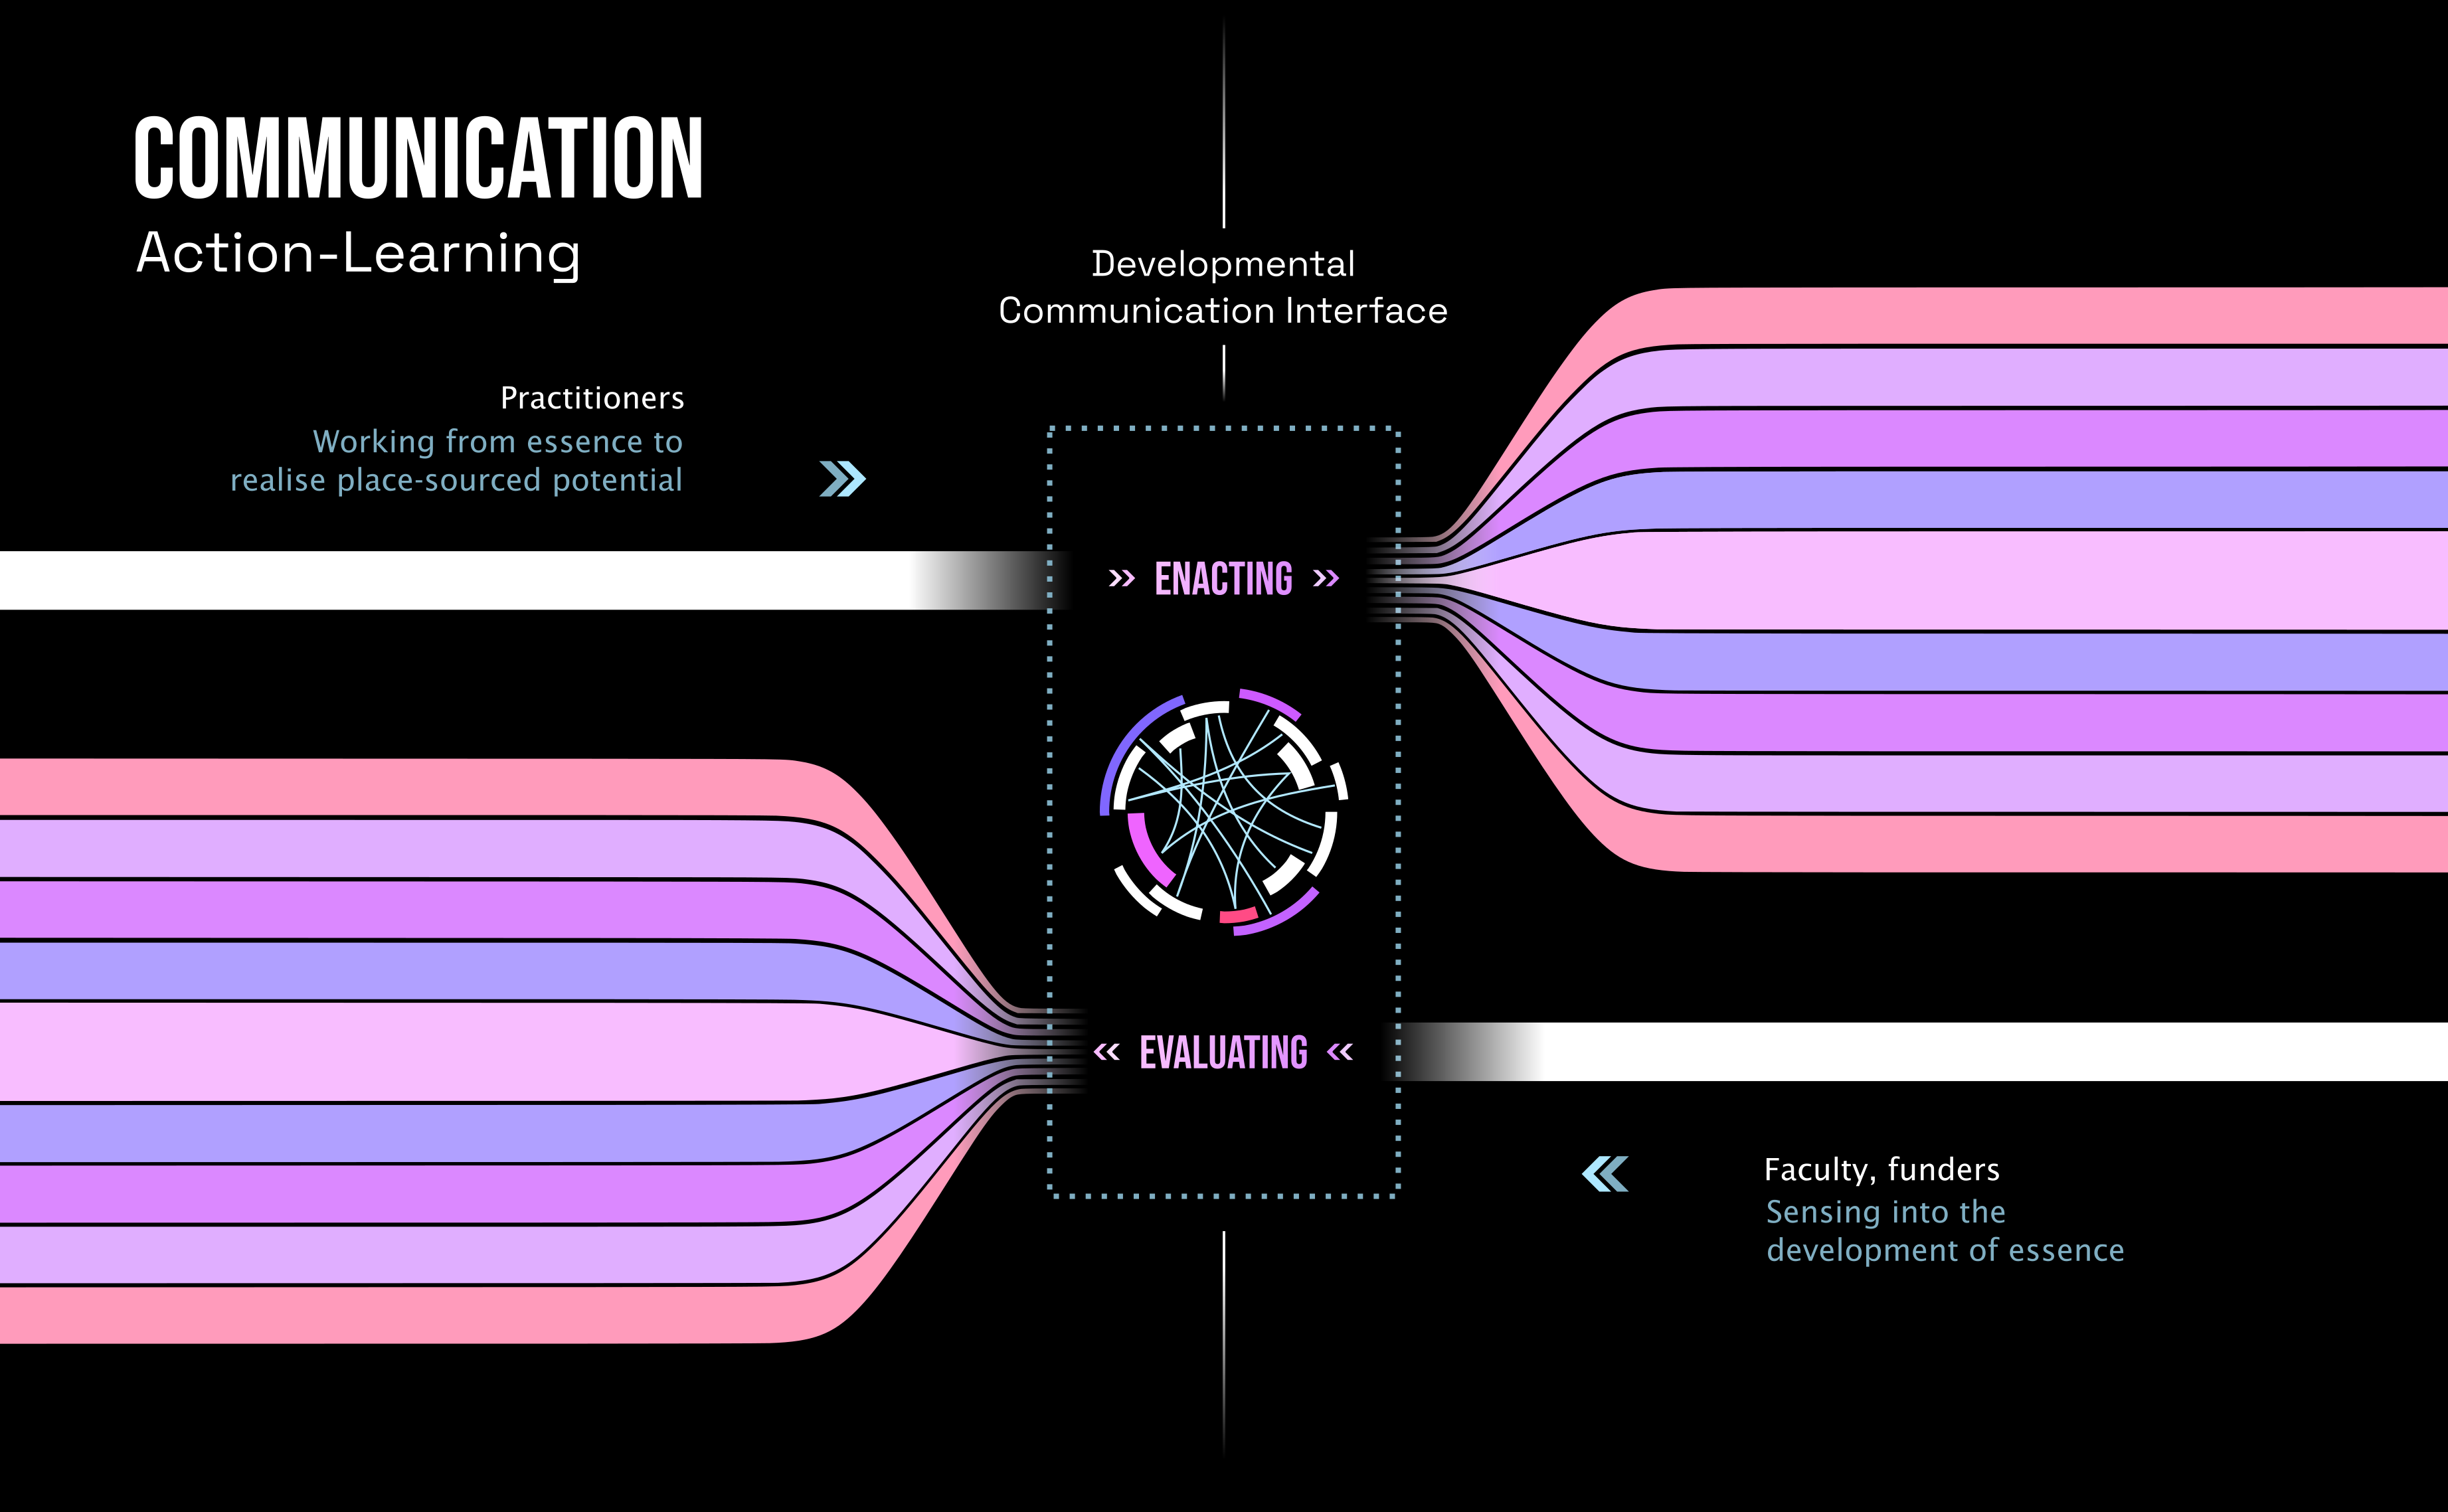 COMMUNICATION
Action-Learning
Developmental
Communication Interface
Practitioners
Working from essence to
realise place-sourced potential
ENACTING
EVALUATING
Faculty, funders
Sensing into the
development of essence